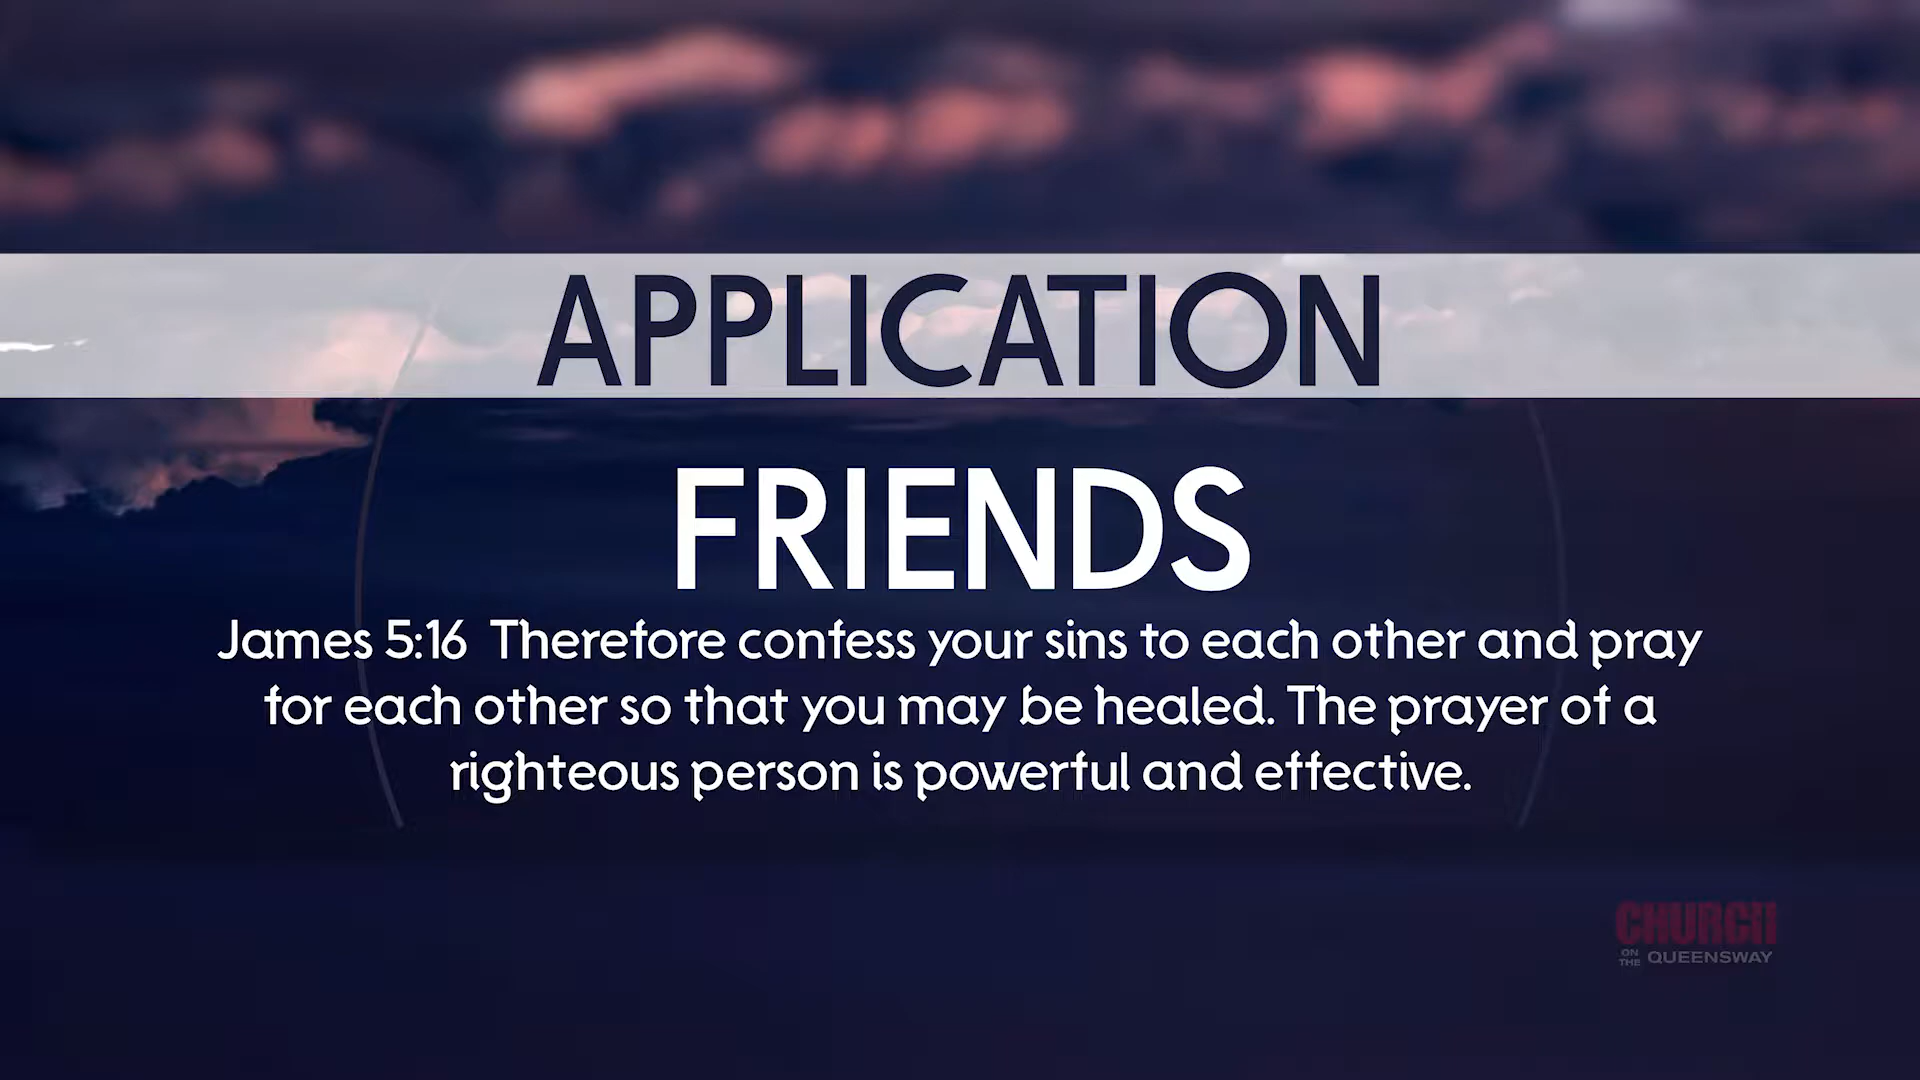 APPLICATION
FRIENDS
James 5:16  Therefore confess your sins to each other and pray
for each other so that you may be healed. The prayer of a
righteous person is powerful and effective.
CHURCH
ON THE QUEENSWAY